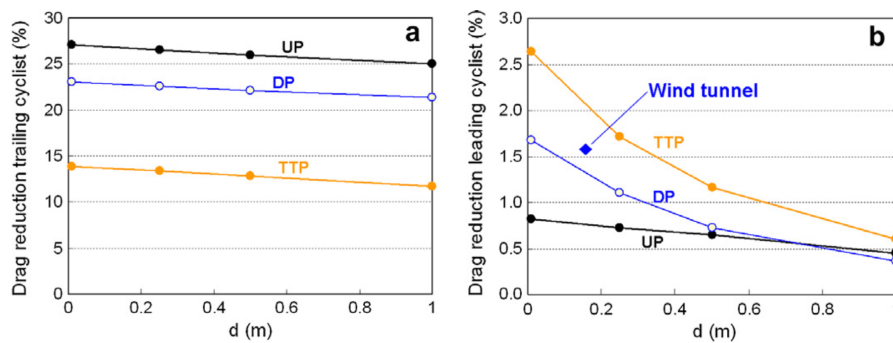 a
Drag reduction trailing cyclist (%)
30
25
20
15
10
5
0
UP
DP
TTP
0
0.2
0.4
0.6
0.8
1
d (m)
b
Drag reduction leading cyclist (%)
3.0
2.5
2.0
1.5
1.0
0.5
0.0
Wind tunnel
TTP
DP
UP
0
0.2
0.4
0.6
0.8
d (m)